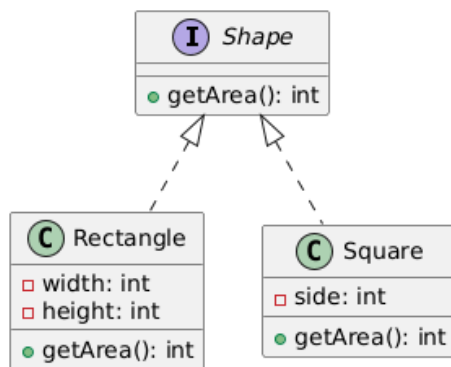 I Shape
getArea(): int
C Rectangle
width: int
height: int
getArea(): int
C Square
side: int
getArea(): int